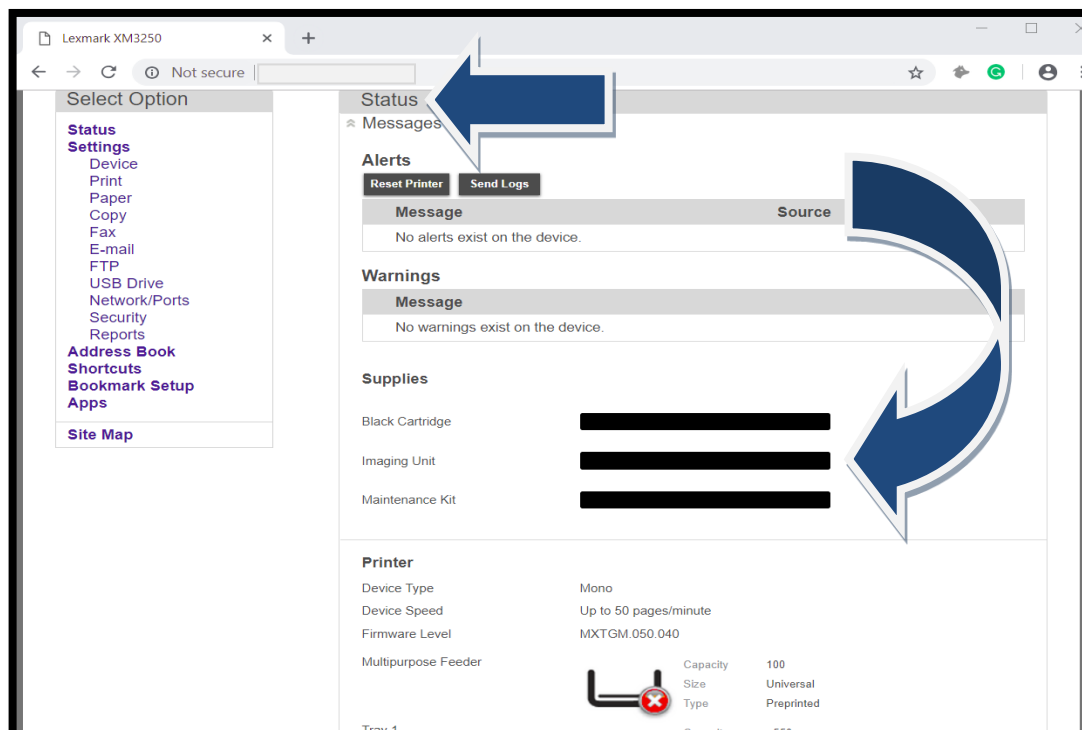 Lexmark XM3250
Not secure
Select Option
Status
Settings
Device
Print
Paper
Copy
Fax
E-mail
FTP
USB Drive
Network/Ports
Security
Reports
Address Book
Shortcuts
Bookmark Setup
Apps
Site Map
Status
Messages
Alerts
Reset Printer Send Logs
Message Source
No alerts exist on the device.
Warnings
Message
No warnings exist on the device.
Supplies
Black Cartridge
Imaging Unit
Maintenance Kit
Printer
Device Type Mono
Device Speed Up to 50 pages/minute
Firmware Level MXTGM.050.040
Multipurpose Feeder Capacity 100
Size Universal
Type Preprinted